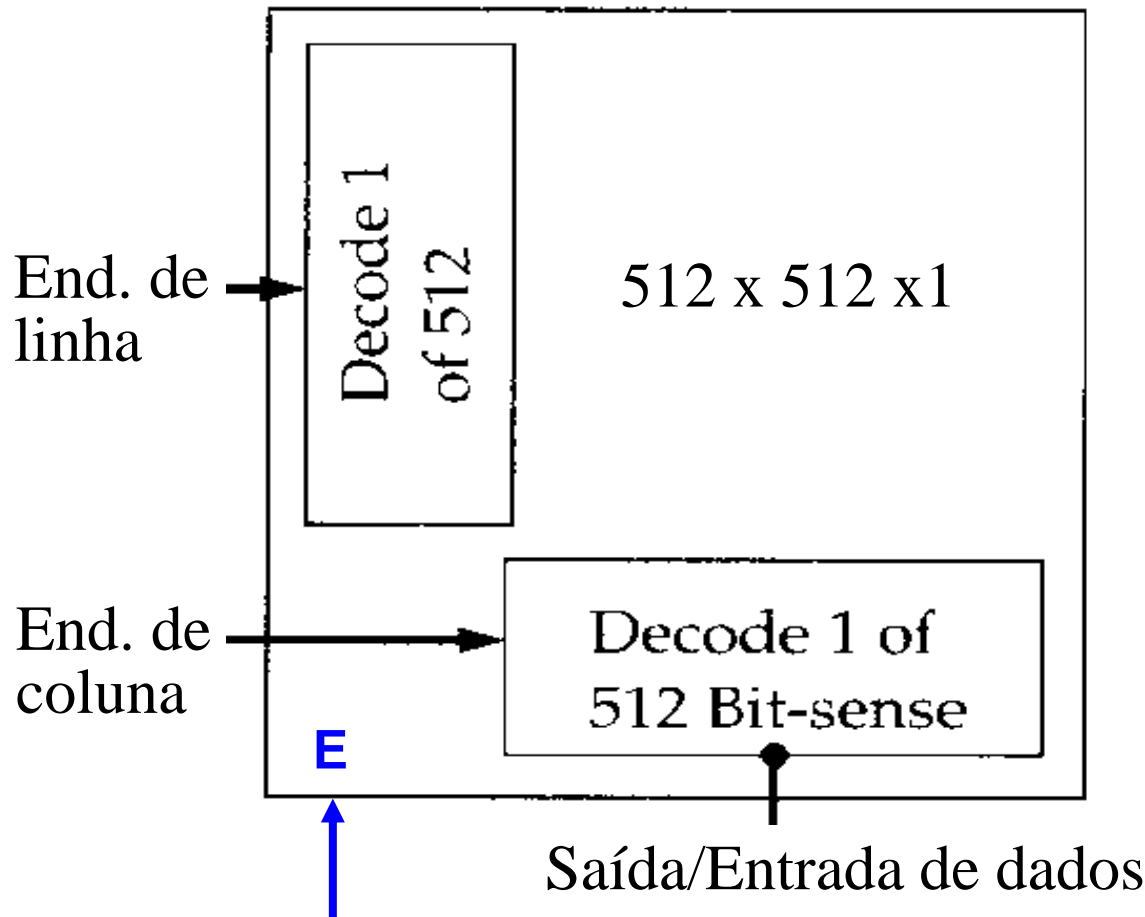 Decode 1
of 512
End. de
linha
512 x 512 x1
End. de
coluna
Decode 1 of
512 Bit-sense
E
Saída/Entrada de dados